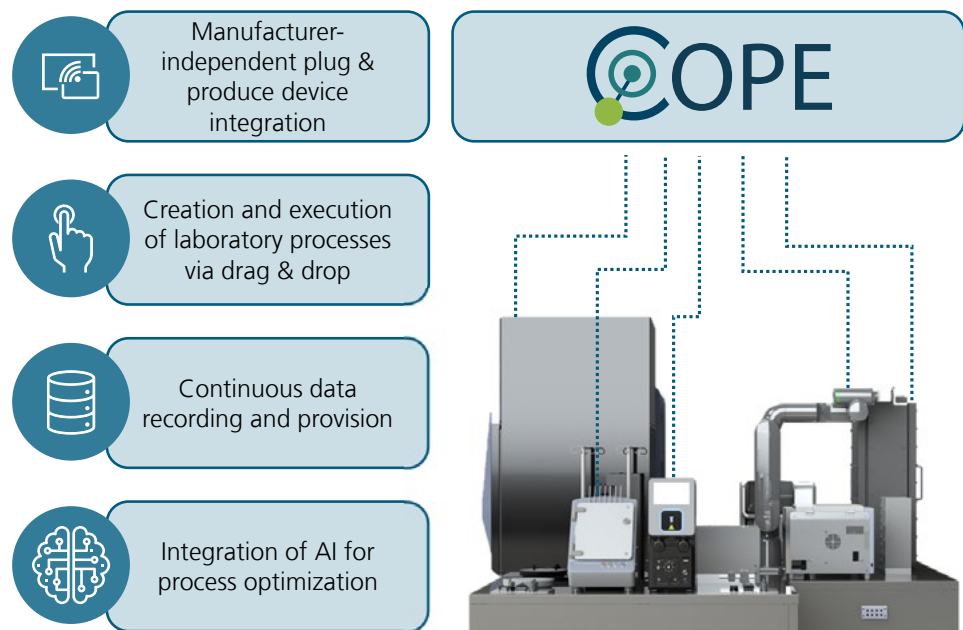 Manufacturer-
independent plug &
produce device
integration
COPE
Creation and execution
of laboratory processes
via drag & drop
Continuous data
recording and provision
Integration of AI for
process optimization